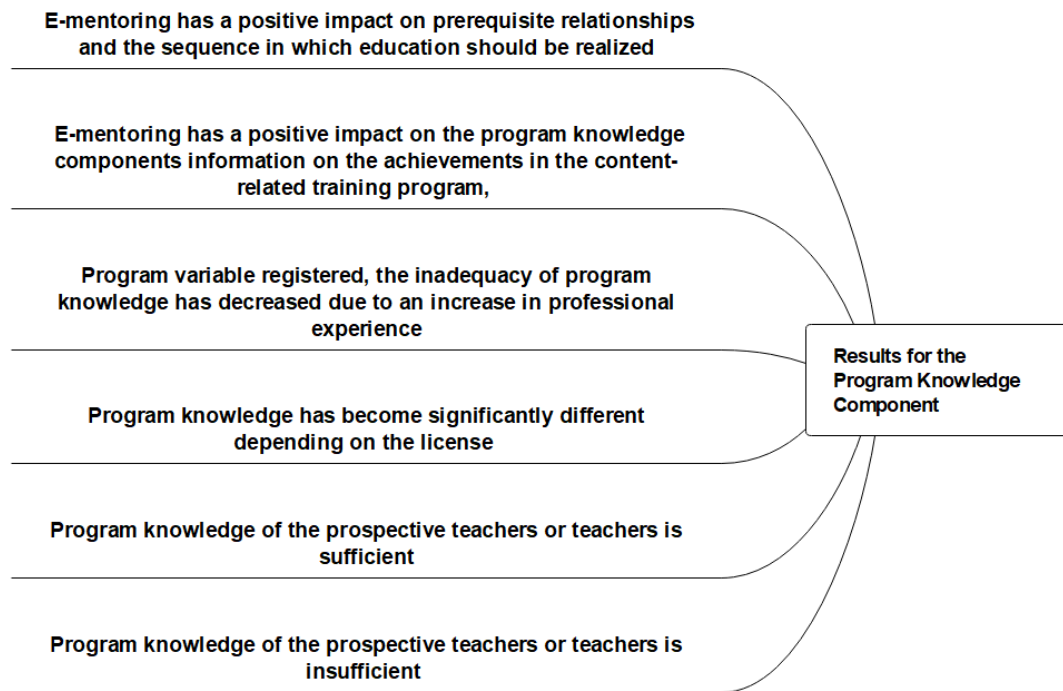 E-mentoring has a positive impact on prerequisite relationships
and the sequence in which education should be realized
E-mentoring has a positive impact on the program knowledge
components information on the achievements in the content-
related training program,
Program variable registered, the inadequacy of program
knowledge has decreased due to an increase in professional
experience
Program knowledge has become significantly different
depending on the license
Program knowledge of the prospective teachers or teachers is
sufficient
Program knowledge of the prospective teachers or teachers is
insufficient
Results for the
Program Knowledge
Component